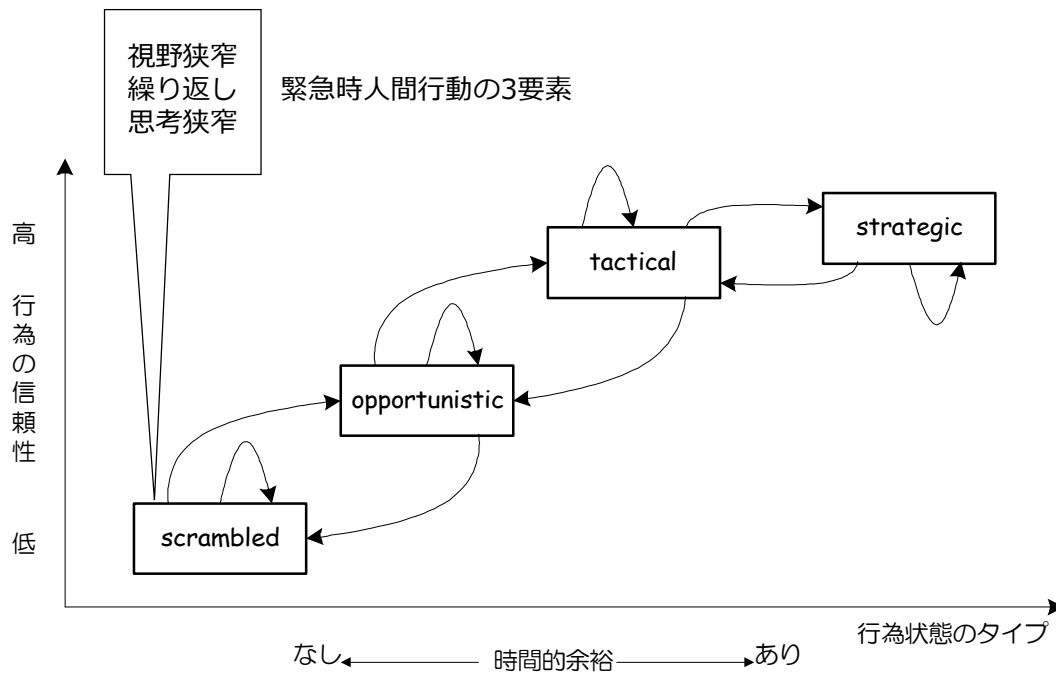 視野狭窄
繰り返し
思考狭窄
緊急時人間行動の3要素
高
行為の信頼性
低
strategic
tactical
opportunistic
scrambled
行為状態のタイプ
なし
時間的余裕
あり